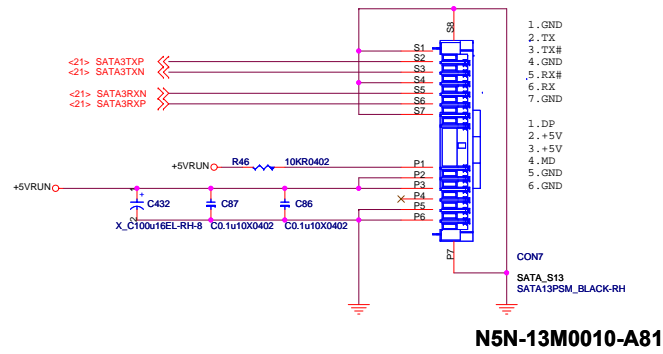 S8
1.GND
2.TX
3.TX#
4.GND
5.RX#
6.RX
7.GND
S1
<21> SATA3TXP S2
<21> SATA3TXN S3
S4
<21> SATA3RXN S5
<21> SATA3RXP S6
S7
1.DP
2.+5V
3.+5V
4.MD
5.GND
6.GND
+5VRUN R46 10KR0402 P1
P2
+5VRUN P3
P4
P5
P6
+ C432 C87 C86
2
X_C100u16EL-RH-8 C0.1u10X0402 C0.1u10X0402
P7
CON7
SATA_S13
SATA13PSM_BLACK-RH
N5N-13M0010-A81